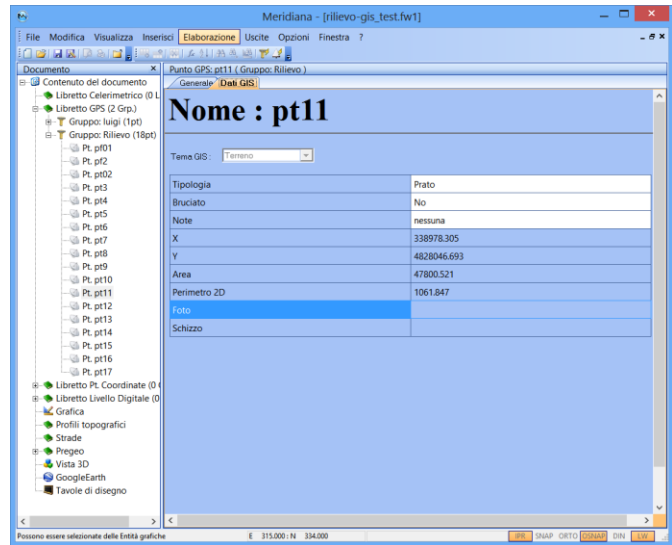 Meridiana - [rilievo-gis_test.fw1]
File Modifica Visualizza Inserisci Elaborazione Uscite Opzioni Finestra ?
Documento
Contenuto del documento
Libretto Celerimetrico (0 L
Libretto GPS (2 Grp.)
Gruppo: luigi (1pt)
Gruppo: Rilievo (18pt)
Pt. pf01
Pt. pf2
Pt. pt02
Pt. pt3
Pt. pt4
Pt. pt5
Pt. pt6
Pt. pt7
Pt. pt8
Pt. pt9
Pt. pt10
Pt. pt11
Pt. pt12
Pt. pt13
Pt. pt14
Pt. pt15
Pt. pt16
Pt. pt17
Libretto Pt. Coordinate (0
Libretto Livello Digitale (0
Grafica
Profili topografici
Strade
Pregeo
Vista 3D
GoogleEarth
Tavole di disegno
Punto GPS: pt11 ( Gruppo: Rilievo )
Generale Dati GIS
Nome : pt11
Tema GIS : Terreno
Tipologia Prato
Bruciato No
Note nessuna
X 338978.305
Y 4828046.693
Area 47800.521
Perimetro 2D 1061.847
Foto
Schizzo
Possono essere selezionate delle Entità grafiche E 315.000 : N 334.000 IPR SNAP ORTO OSNAP DIN LW